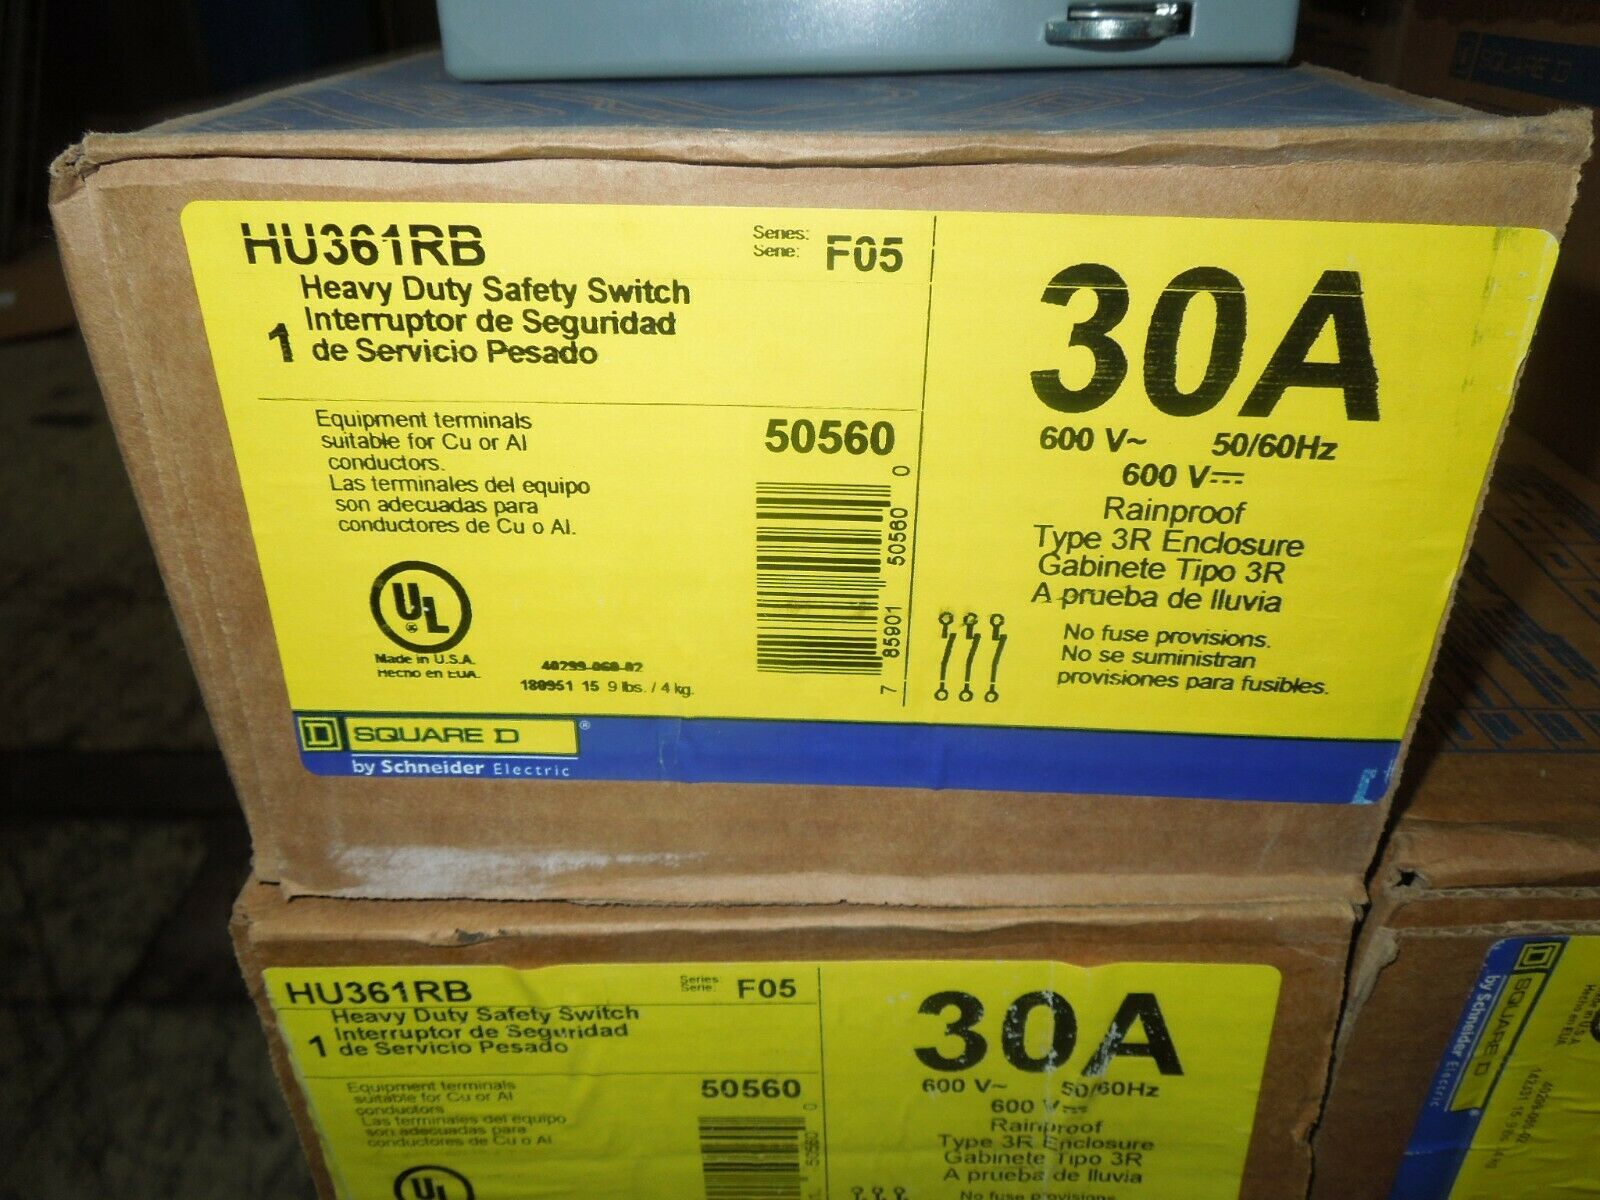 SQUARE D
HU361RB
Series:
Serie:
F05
Heavy Duty Safety Switch
Interruptor de Seguridad
1 de Servicio Pesado
Equipment terminals
suitable for Cu or Al
conductors.
Las terminales del equipo
son adecuadas para
conductores de Cu o Al.
50560
7 85901 50560 0
UL
Made in U.S.A.
Hecho en EUA.
40299-060-02
180951 15 9 lbs. / 4 kg.
30A
600 V~ 50/60Hz
600 V⎓
Rainproof
Type 3R Enclosure
Gabinete Tipo 3R
A prueba de lluvia
No fuse provisions.
No se suministran
provisiones para fusibles.
D SQUARE D ®
by Schneider Electric
HU361RB
Series
Serie:
F05
Heavy Duty Safety Switch
Interruptor de Seguridad
1 de Servicio Pesado
Equipment terminals
suitable for Cu or Al
conductors
Las terminales del equipo
son adecuadas para
conductores de Cu o Al.
50560
50560 0
UL
30A
600 V~ 50/60Hz
600 V⎓
Rainproof
Type 3R Enclosure
Gabinete Tipo 3R
A prueba de lluvia
No fuse provisions
D SQUARE D ®
by Schneider Electric